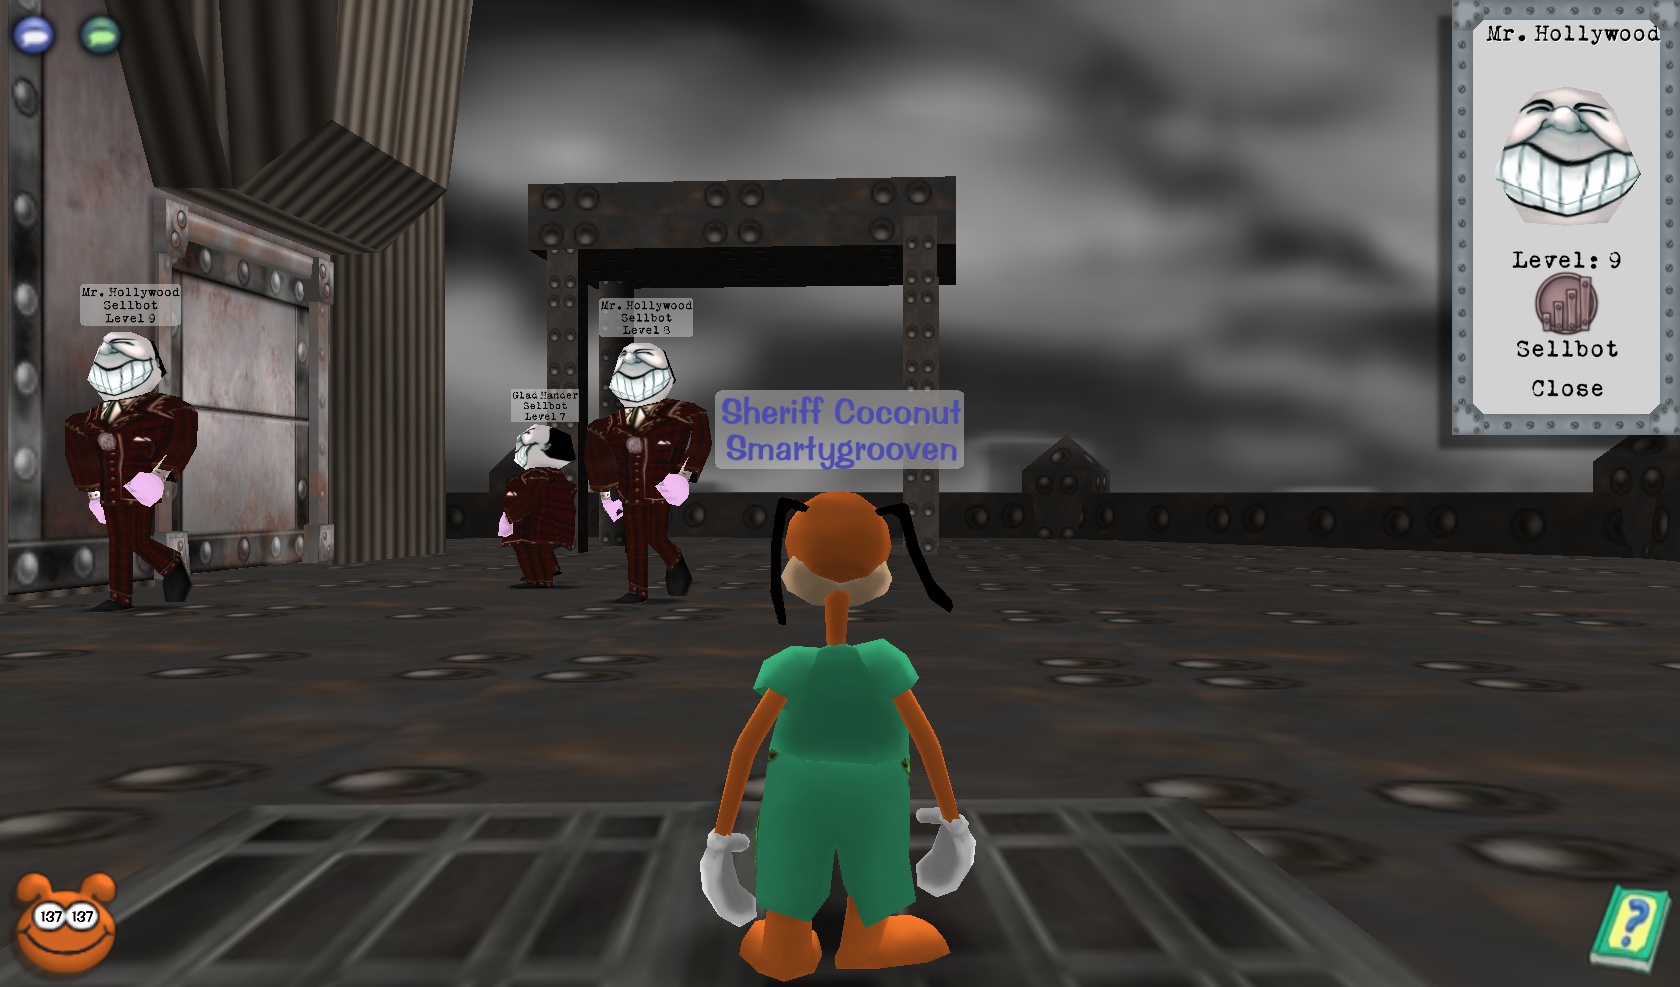 Mr. Hollywood
Level: 9
Sellbot
Close
Mr. Hollywood
Sellbot
Level 9
Mr. Hollywood
Sellbot
Level 8
Glad Hander
Sellbot
Level 7
Sheriff Coconut
Smartygrooven
137 137
?